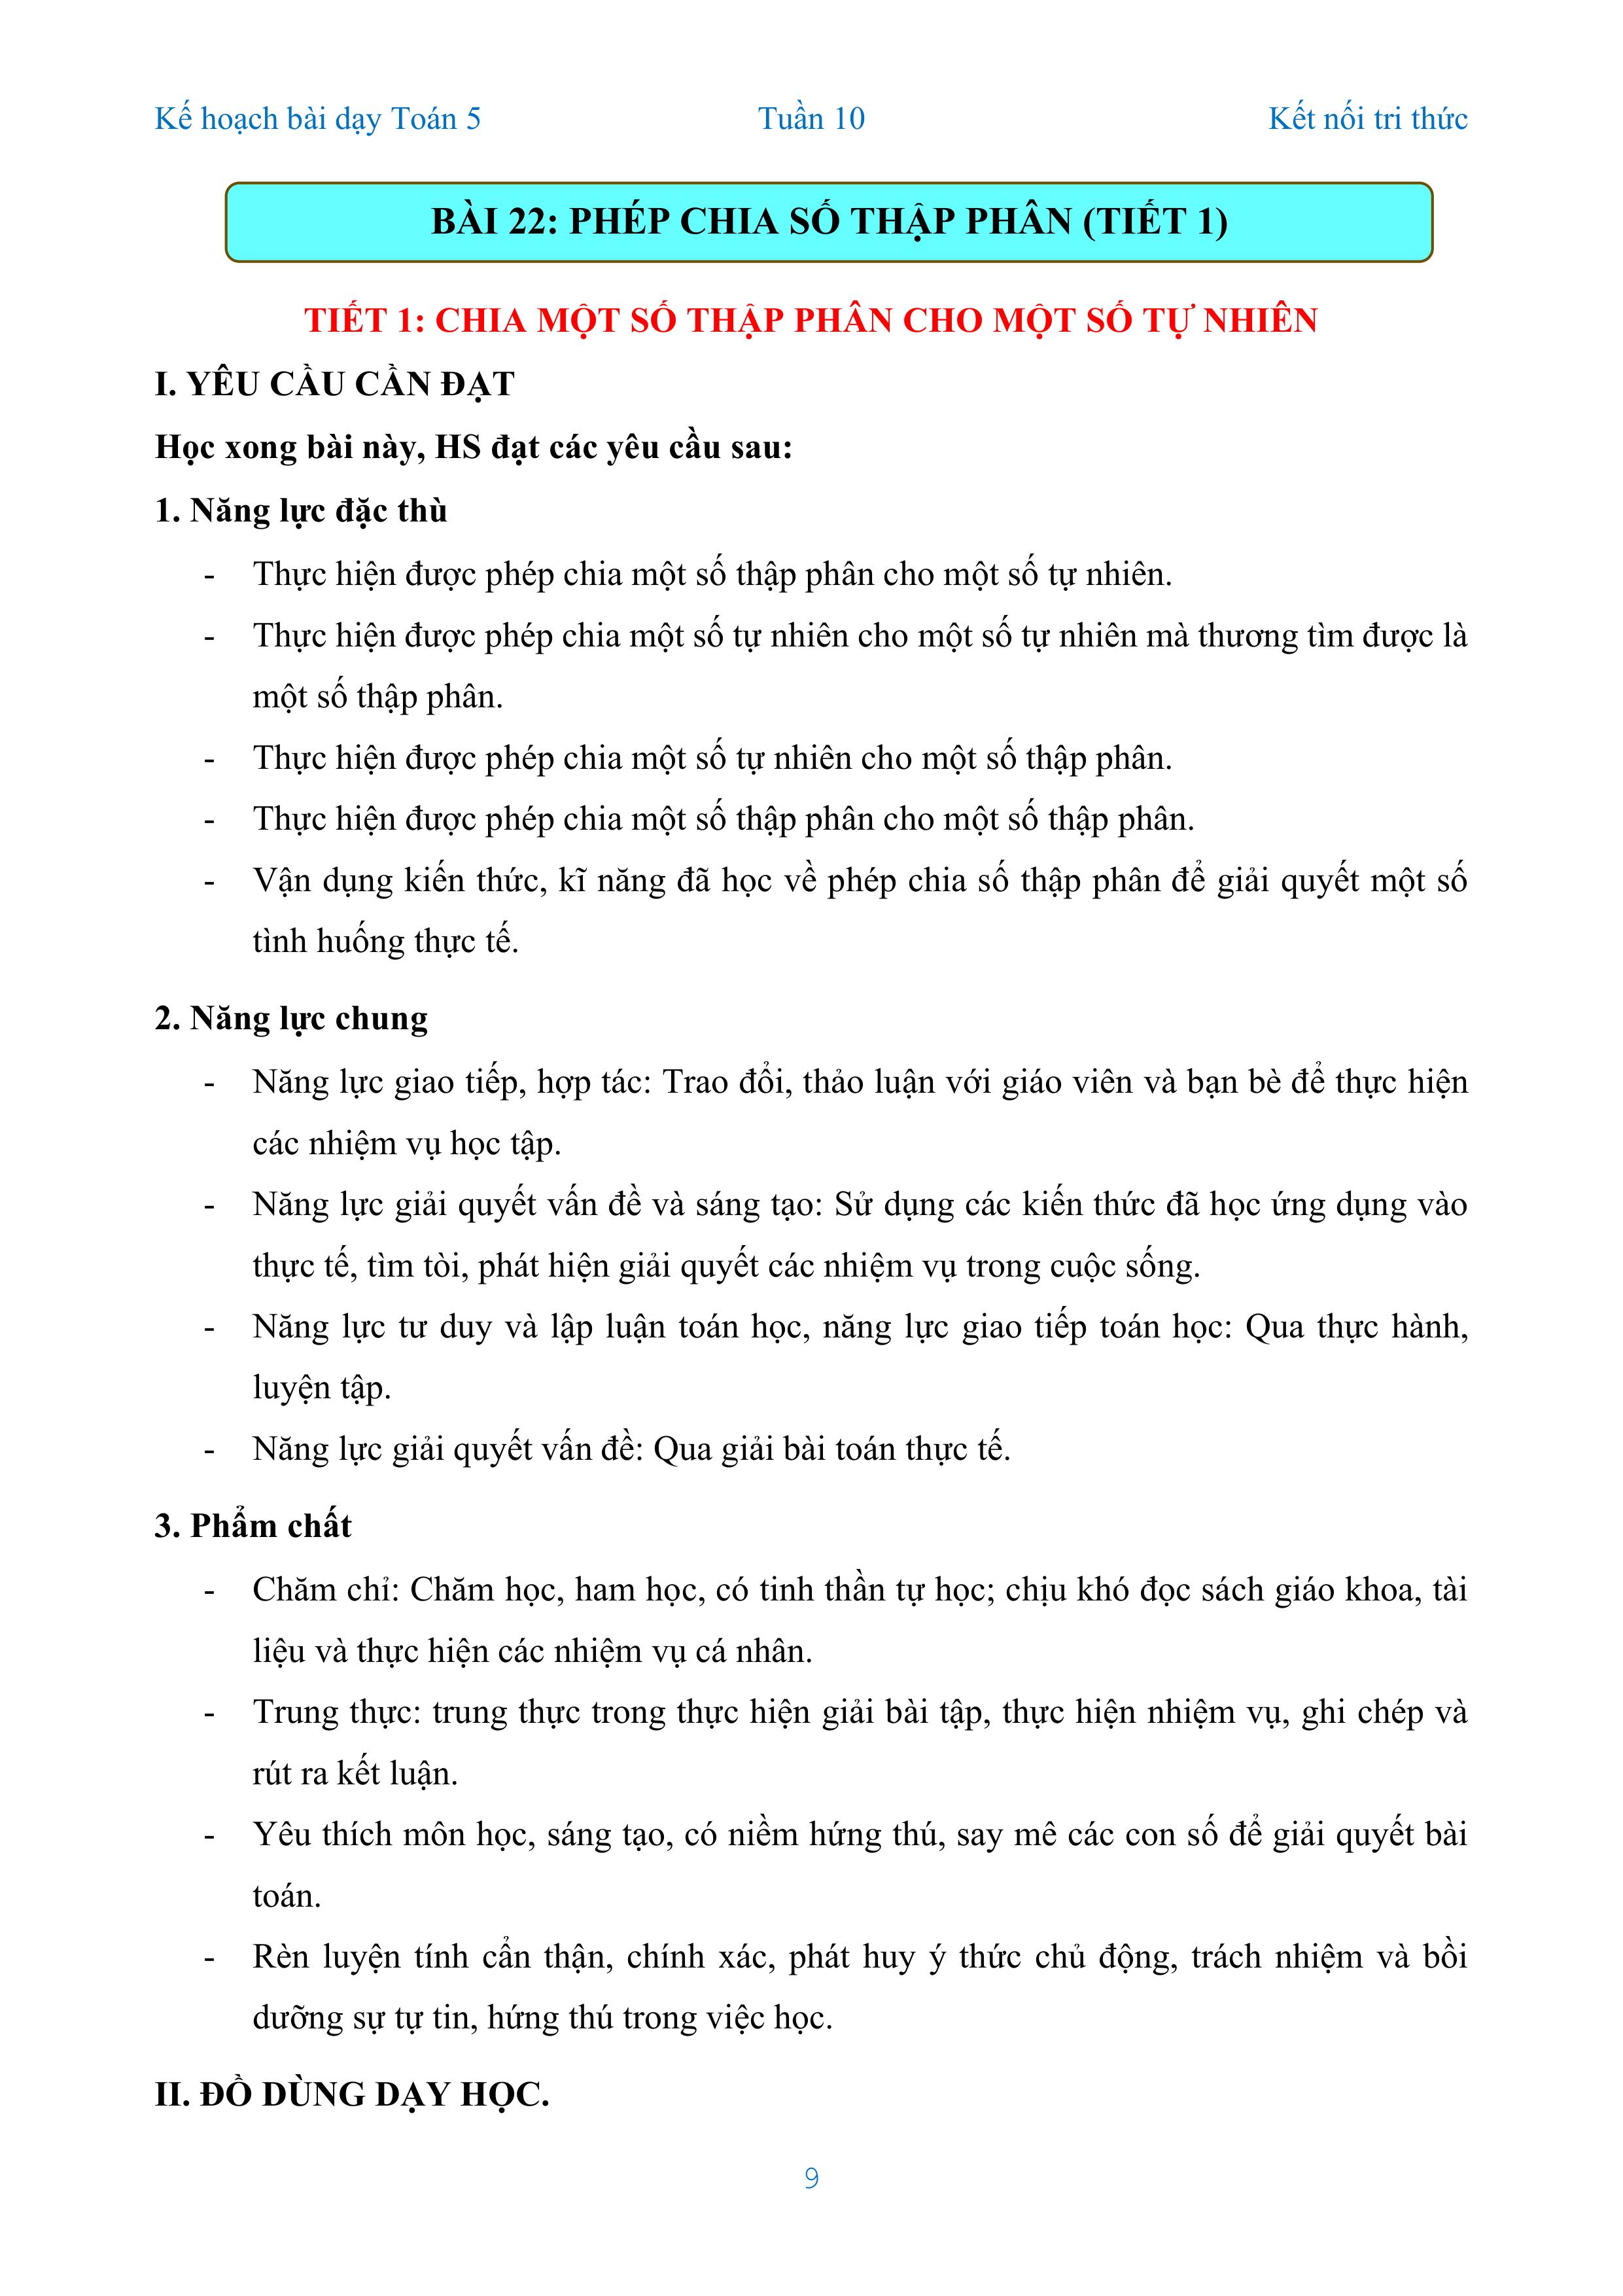 Kế hoạch bài dạy Toán 5 Tuần 10 Kết nối tri thức
BÀI 22: PHÉP CHIA SỐ THẬP PHÂN (TIẾT 1)
TIẾT 1: CHIA MỘT SỐ THẬP PHÂN CHO MỘT SỐ TỰ NHIÊN
I. YÊU CẦU CẦN ĐẠT
Học xong bài này, HS đạt các yêu cầu sau:
1. Năng lực đặc thù
- Thực hiện được phép chia một số thập phân cho một số tự nhiên.
- Thực hiện được phép chia một số tự nhiên cho một số tự nhiên mà thương tìm được là
một số thập phân.
- Thực hiện được phép chia một số tự nhiên cho một số thập phân.
- Thực hiện được phép chia một số thập phân cho một số thập phân.
- Vận dụng kiến thức, kĩ năng đã học về phép chia số thập phân để giải quyết một số
tình huống thực tế.
2. Năng lực chung
- Năng lực giao tiếp, hợp tác: Trao đổi, thảo luận với giáo viên và bạn bè để thực hiện
các nhiệm vụ học tập.
- Năng lực giải quyết vấn đề và sáng tạo: Sử dụng các kiến thức đã học ứng dụng vào
thực tế, tìm tòi, phát hiện giải quyết các nhiệm vụ trong cuộc sống.
- Năng lực tư duy và lập luận toán học, năng lực giao tiếp toán học: Qua thực hành,
luyện tập.
- Năng lực giải quyết vấn đề: Qua giải bài toán thực tế.
3. Phẩm chất
- Chăm chỉ: Chăm học, ham học, có tinh thần tự học; chịu khó đọc sách giáo khoa, tài
liệu và thực hiện các nhiệm vụ cá nhân.
- Trung thực: trung thực trong thực hiện giải bài tập, thực hiện nhiệm vụ, ghi chép và
rút ra kết luận.
- Yêu thích môn học, sáng tạo, có niềm hứng thú, say mê các con số để giải quyết bài
toán.
- Rèn luyện tính cẩn thận, chính xác, phát huy ý thức chủ động, trách nhiệm và bồi
dưỡng sự tự tin, hứng thú trong việc học.
II. ĐỒ DÙNG DẠY HỌC.
9